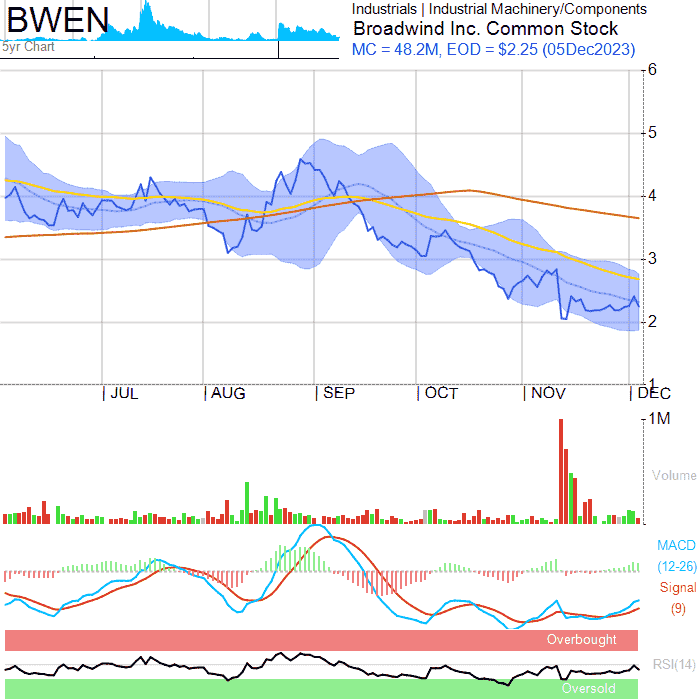 BWEN
5yr Chart
Industrials | Industrial Machinery/Components
Broadwind Inc. Common Stock
MC = 48.2M, EOD = $2.25 (05Dec2023)
6
5
4
3
2
1
JUL
AUG
SEP
OCT
NOV
DEC
1M
Volume
MACD
(12-26)
Signal
(9)
Overbought
RSI(14)
Oversold